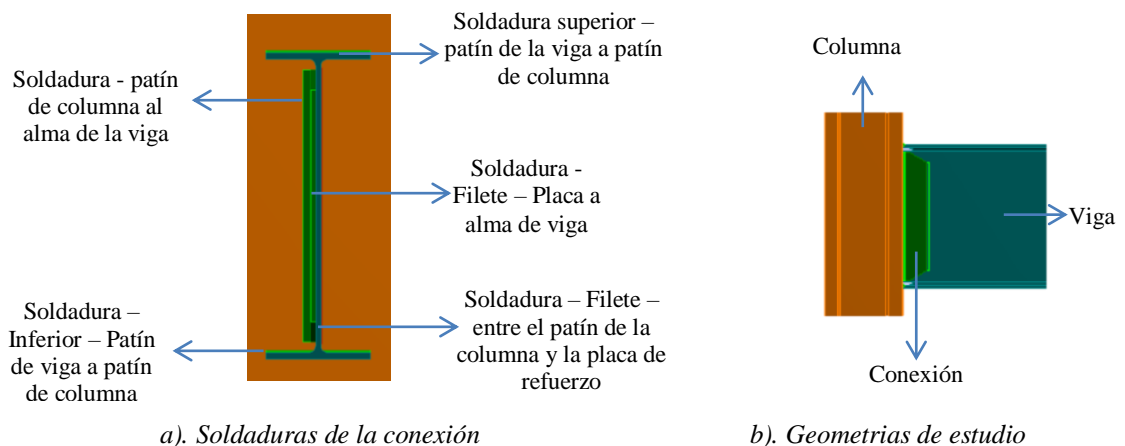 Soldadura superior –
patín de la viga a patín
de columna
Soldadura - patín
de columna al
alma de la viga
Soldadura -
Filete – Placa a
alma de viga
Soldadura –
Inferior – Patín
de viga a patín
de columna
Soldadura – Filete –
entre el patín de la
columna y la placa de
refuerzo
a). Soldaduras de la conexión
Columna
Viga
Conexión
b). Geometrias de estudio